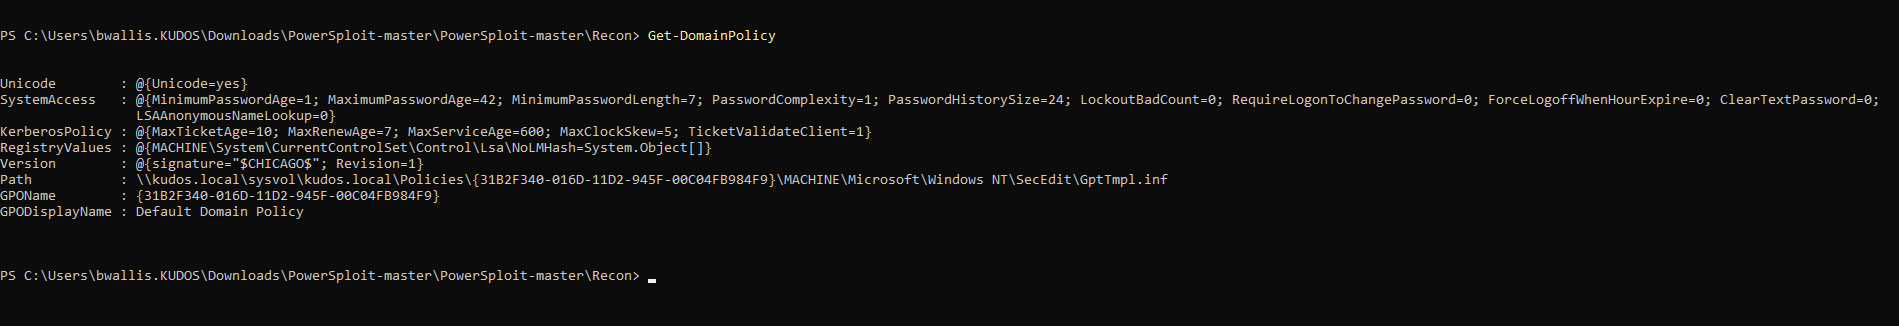 PS C:\Users\bwallis.KUDOS\Downloads\PowerSploit-master\PowerSploit-master\Recon> Get-DomainPolicy
Unicode        : @{Unicode=yes}
SystemAccess   : @{MinimumPasswordAge=1; MaximumPasswordAge=42; MinimumPasswordLength=7; PasswordComplexity=1; PasswordHistorySize=24; LockoutBadCount=0; RequireLogonToChangePassword=0; ForceLogoffWhenHourExpire=0; ClearTextPassword=0;
                 LSAAnonymousNameLookup=0}
KerberosPolicy : @{MaxTicketAge=10; MaxRenewAge=7; MaxServiceAge=600; MaxClockSkew=5; TicketValidateClient=1}
RegistryValues : @{MACHINE\System\CurrentControlSet\Control\Lsa\NoLMHash=System.Object[]}
Version        : @{signature="$CHICAGO$"; Revision=1}
Path           : \\kudos.local\sysvol\kudos.local\Policies\{31B2F340-016D-11D2-945F-00C04FB984F9}\MACHINE\Microsoft\Windows NT\SecEdit\GptTmpl.inf
GPOName        : {31B2F340-016D-11D2-945F-00C04FB984F9}
GPODisplayName : Default Domain Policy
PS C:\Users\bwallis.KUDOS\Downloads\PowerSploit-master\PowerSploit-master\Recon>